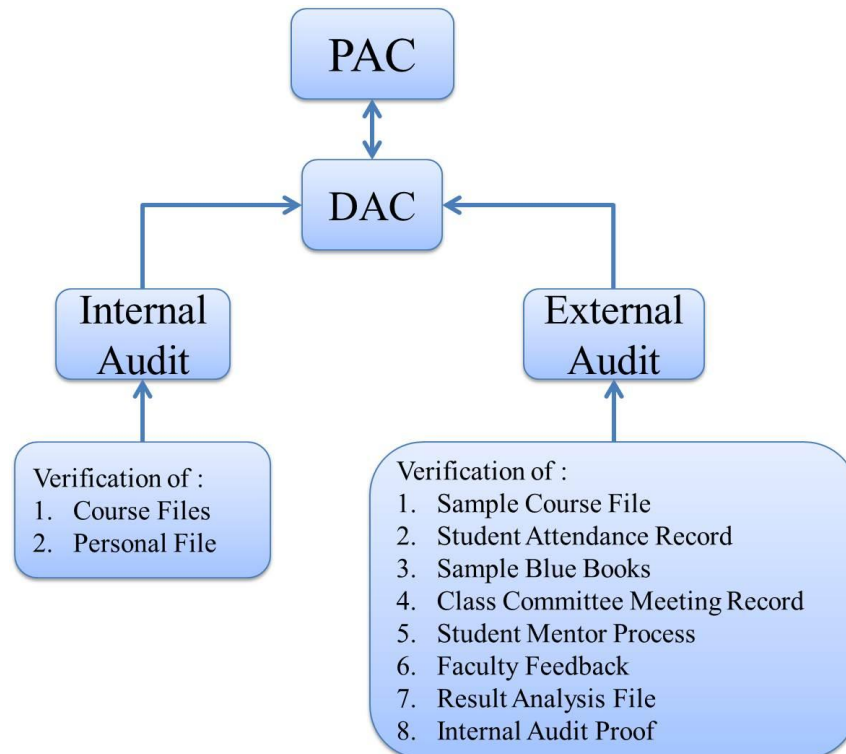 PAC
DAC
Internal
Audit
External
Audit
Verification of :
1. Course Files
2. Personal File
Verification of :
1. Sample Course File
2. Student Attendance Record
3. Sample Blue Books
4. Class Committee Meeting Record
5. Student Mentor Process
6. Faculty Feedback
7. Result Analysis File
8. Internal Audit Proof